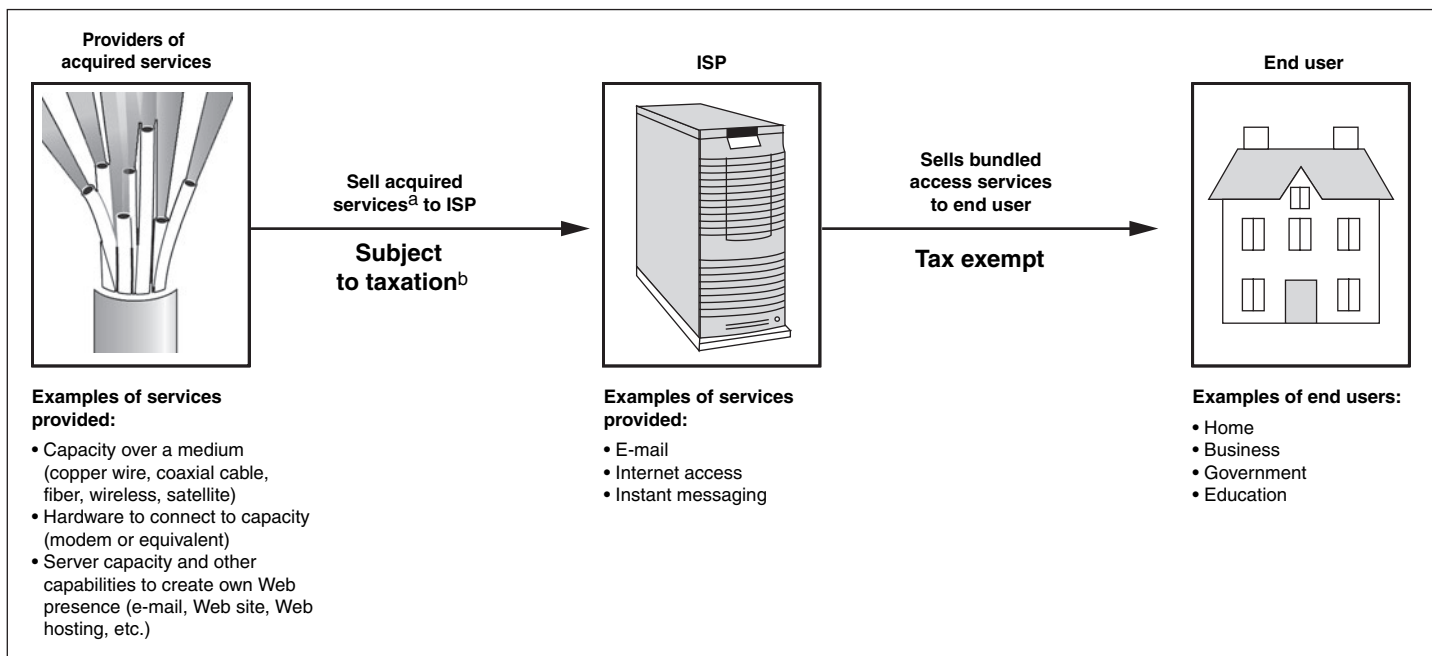 Providers of
acquired services
Sell acquired
services^a to ISP
Subject
to taxation^b
ISP
Sells bundled
access services
to end user
Tax exempt
End user
Examples of services
provided:
• Capacity over a medium
(copper wire, coaxial cable,
fiber, wireless, satellite)
• Hardware to connect to capacity
(modem or equivalent)
• Server capacity and other
capabilities to create own Web
presence (e-mail, Web site, Web
hosting, etc.)
Examples of services
provided:
• E-mail
• Internet access
• Instant messaging
Examples of end users:
• Home
• Business
• Government
• Education